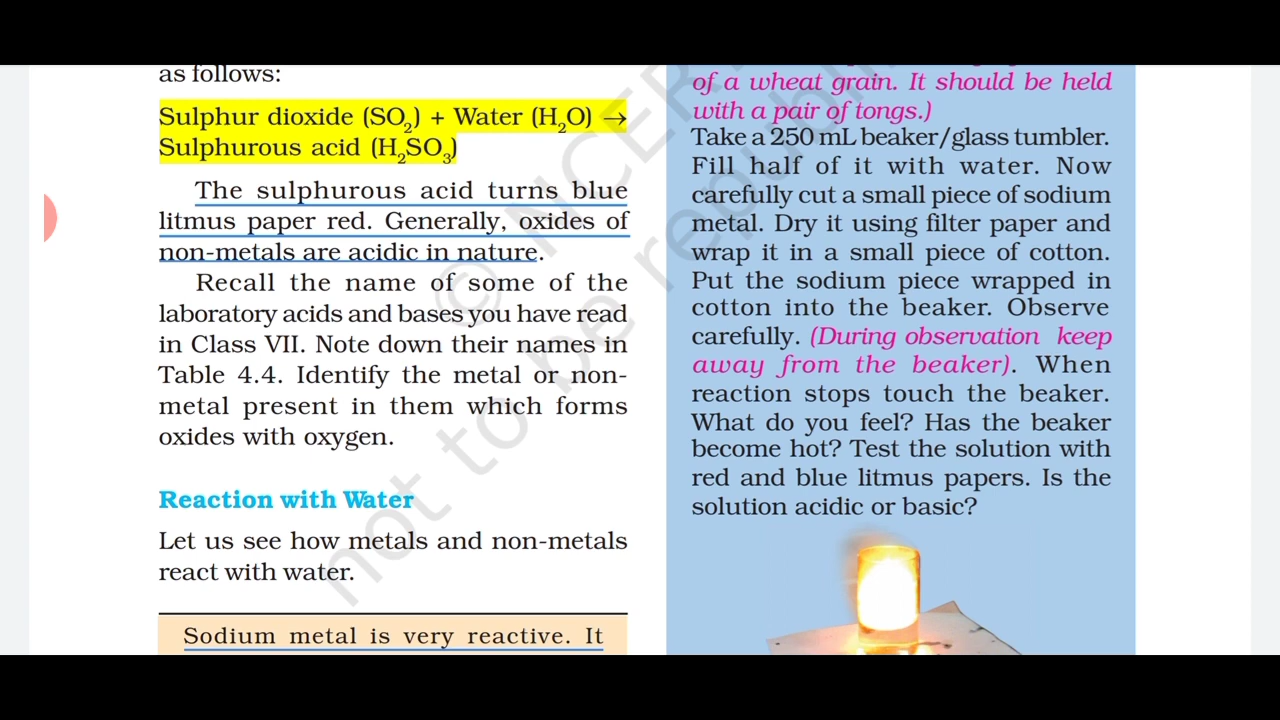 as follows:
Sulphur dioxide (SO₂) + Water (H₂O) →
Sulphurous acid (H₂SO₃)
The sulphurous acid turns blue
litmus paper red. Generally, oxides of
non-metals are acidic in nature.
Recall the name of some of the
laboratory acids and bases you have read
in Class VII. Note down their names in
Table 4.4. Identify the metal or non-
metal present in them which forms
oxides with oxygen.
Reaction with Water
Let us see how metals and non-metals
react with water.
Sodium metal is very reactive. It
of a wheat grain. It should be held
with a pair of tongs.)
Take a 250 mL beaker/glass tumbler.
Fill half of it with water. Now
carefully cut a small piece of sodium
metal. Dry it using filter paper and
wrap it in a small piece of cotton.
Put the sodium piece wrapped in
cotton into the beaker. Observe
carefully. (During observation keep
away from the beaker). When
reaction stops touch the beaker.
What do you feel? Has the beaker
become hot? Test the solution with
red and blue litmus papers. Is the
solution acidic or basic?
© NCER
not to be republi